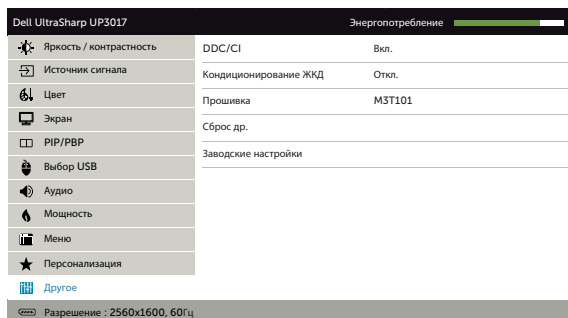 Dell UltraSharp UP3017
Энергопотребление
Яркость / контрастность
Источник сигнала
Цвет
Экран
PIP/PBP
Выбор USB
Аудио
Мощность
Меню
Персонализация
Другое
DDC/CI Вкл.
Кондиционирование ЖКД Откл.
Прошивка M3T101
Сброс др.
Заводские настройки
Разрешение : 2560x1600, 60Гц